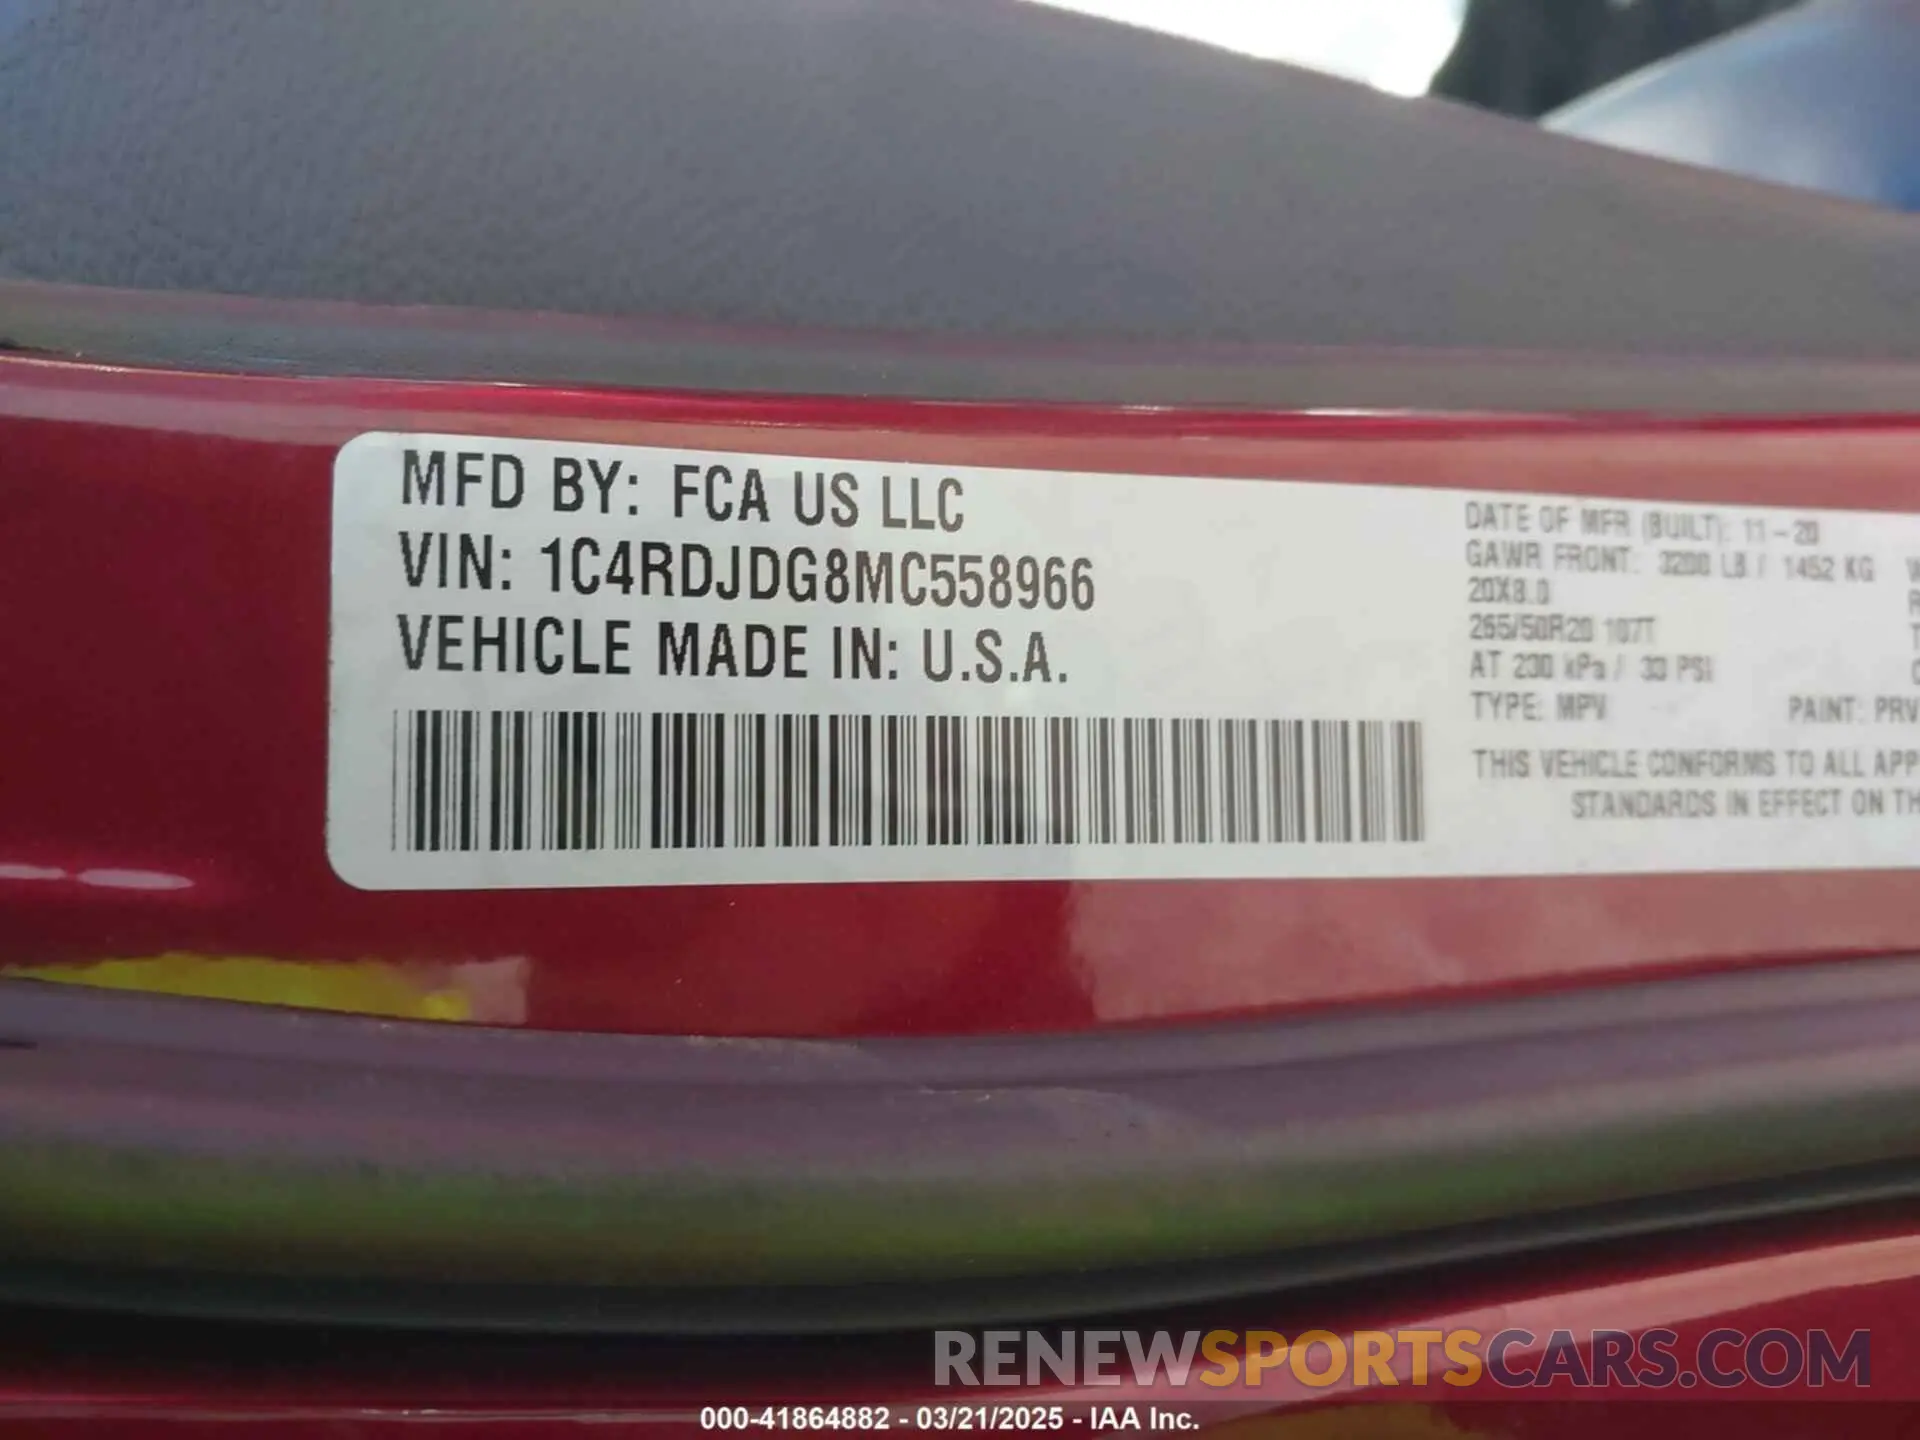 MFD BY: FCA US LLC
VIN: 1C4RDJDG8MC558966
VEHICLE MADE IN: U.S.A.
DATE OF MFR (BUILT): 11-20
GAWR FRONT: 3200 LB / 1452 KG
20X8.0
265/50R20 107T
AT 230 kPa / 33 PSI
TYPE: MPV PAINT: PRV
THIS VEHICLE CONFORMS TO ALL APP
STANDARDS IN EFFECT ON TH
RENEWSPORTSCARS.COM
000-41864882 - 03/21/2025 - IAA Inc.